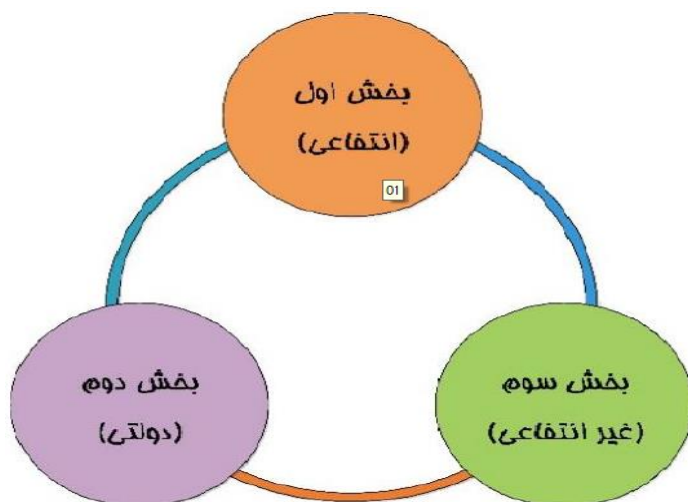 بخش اول
(انتفاعی)
01
بخش دوم
(دولتی)
بخش سوم
(غیر انتفاعی)